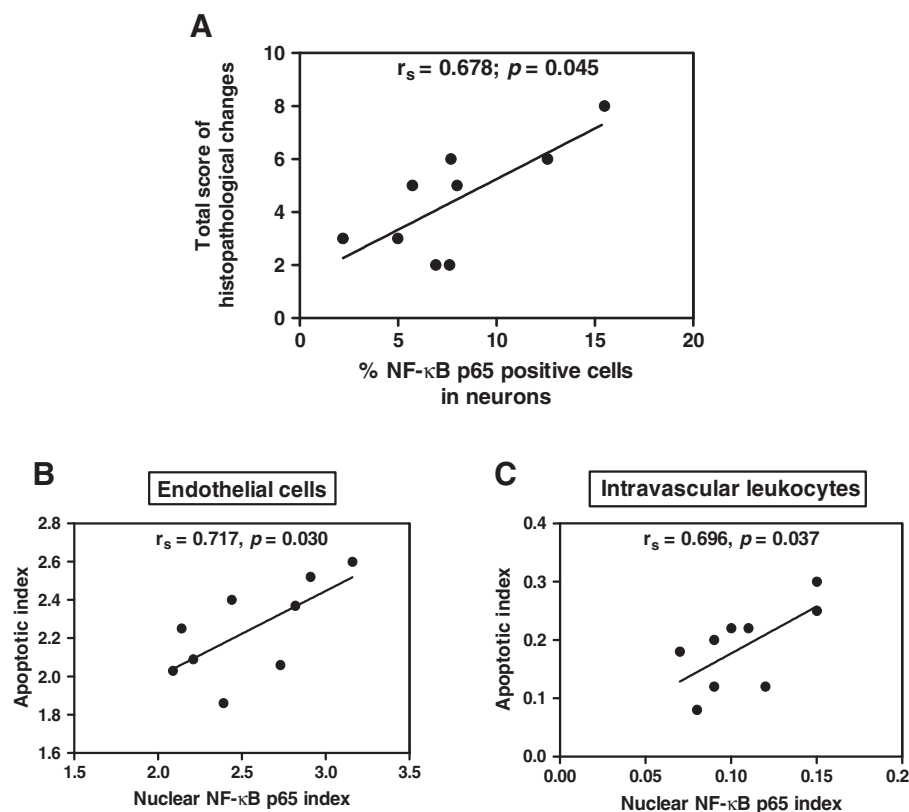 A
r_s = 0.678; p = 0.045
Total score of
histopathological changes
10
8
6
4
2
0
0 5 10 15 20
% NF-κB p65 positive cells
in neurons
B
Endothelial cells
r_s = 0.717, p = 0.030
Apoptotic index
2.8
2.6
2.4
2.2
2.0
1.8
1.6
1.5 2.0 2.5 3.0 3.5
Nuclear NF-κB p65 index
C
Intravascular leukocytes
r_s = 0.696, p = 0.037
Apoptotic index
0.4
0.3
0.2
0.1
0.0
0.00 0.05 0.10 0.15 0.2
Nuclear NF-κB p65 index